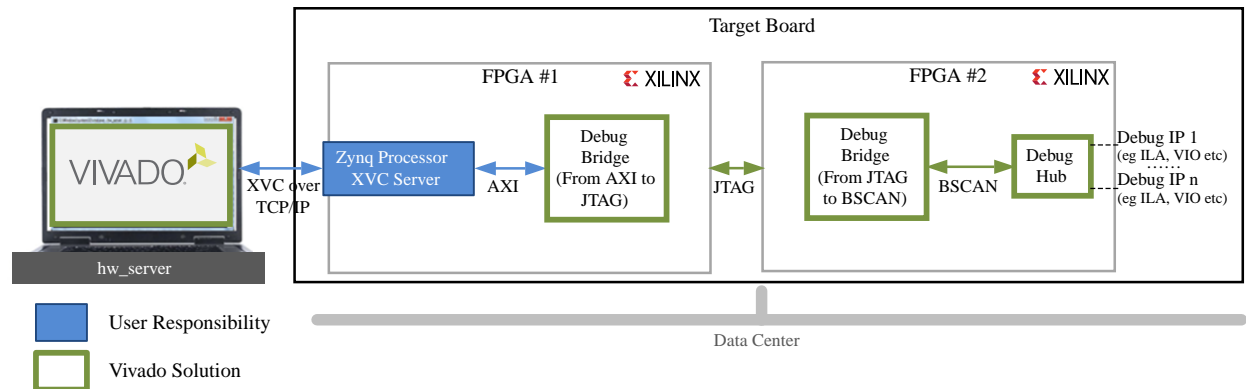 Target Board
FPGA #1
XILINX
FPGA #2
XILINX
VIVADO
hw_server
XVC over
TCP/IP
Zynq Processor
XVC Server
AXI
Debug
Bridge
(From AXI to
JTAG)
JTAG
Debug
Bridge
(From JTAG
to BSCAN)
BSCAN
Debug
Hub
Debug IP 1
(eg ILA, VIO etc)
......
Debug IP n
(eg ILA, VIO etc)
User Responsibility
Vivado Solution
Data Center